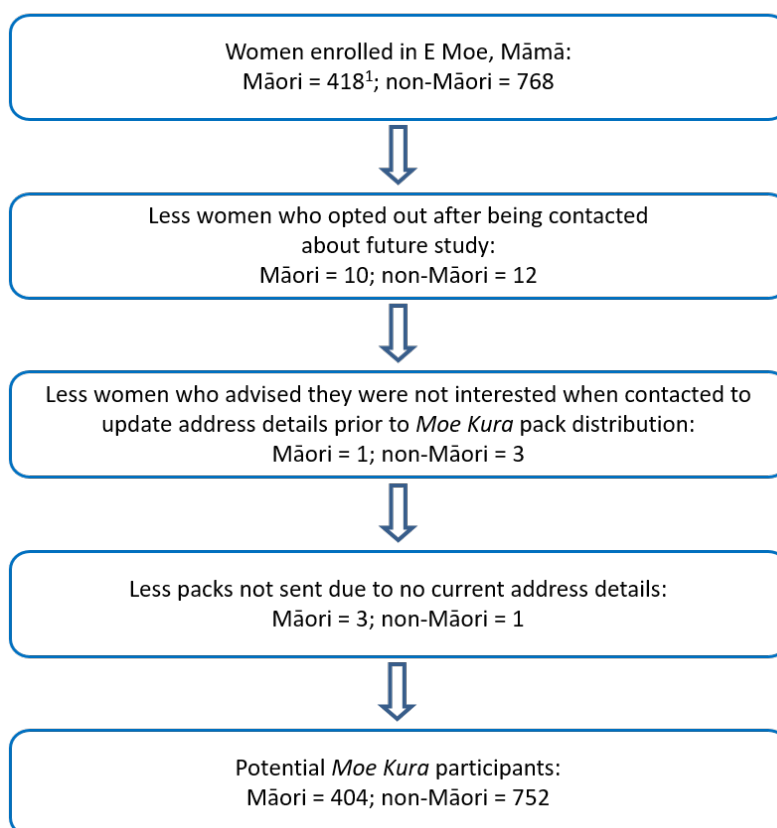 Women enrolled in E Moe, Māmā:
Māori = 418¹; non-Māori = 768
Less women who opted out after being contacted
about future study:
Māori = 10; non-Māori = 12
Less women who advised they were not interested when contacted to
update address details prior to Moe Kura pack distribution:
Māori = 1; non-Māori = 3
Less packs not sent due to no current address details:
Māori = 3; non-Māori = 1
Potential Moe Kura participants:
Māori = 404; non-Māori = 752